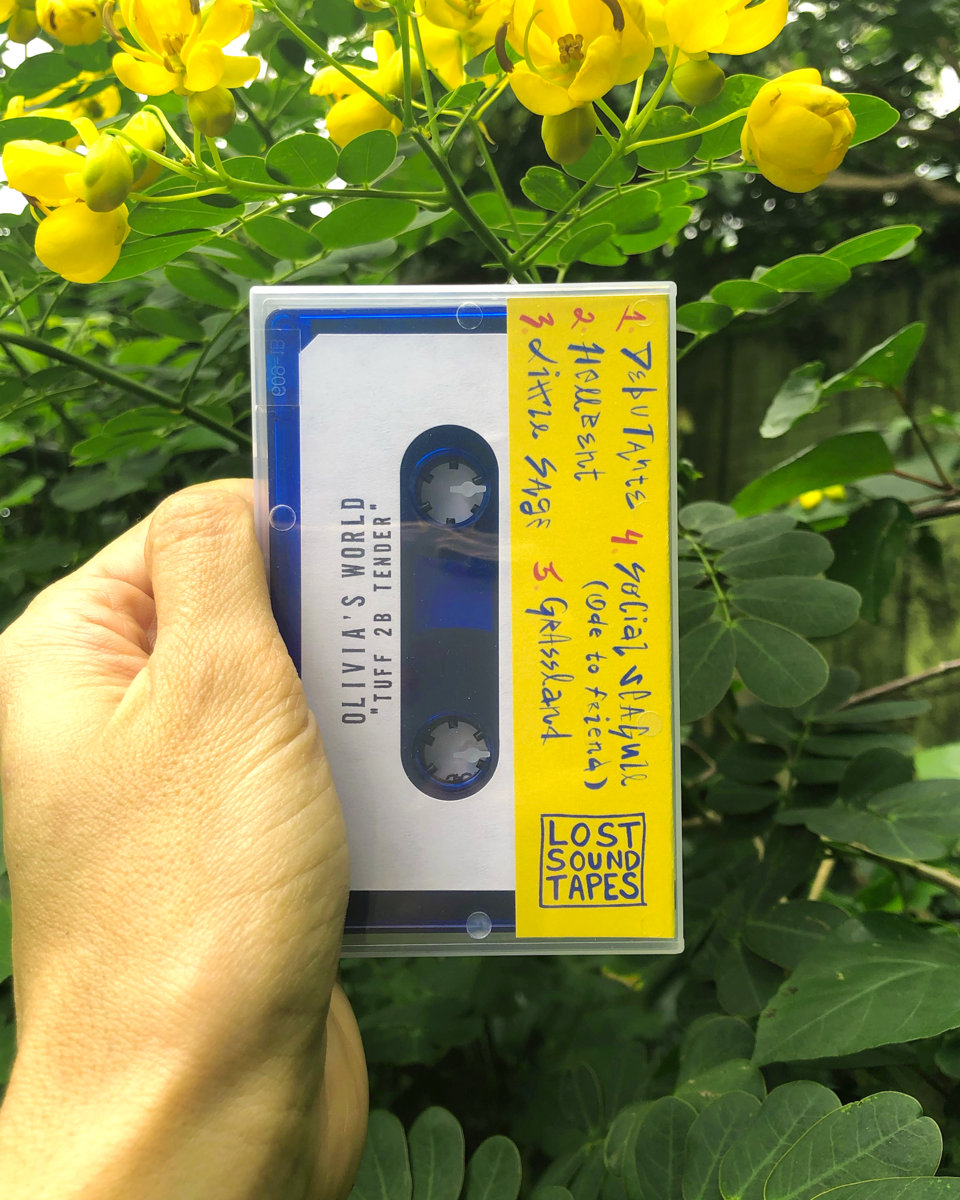 OLIVIA'S WORLD
"TUFF 2B TENDER"
1. DEbUTANtE
2. HELLBEnt
3. Little SAgE
4. SOCial SEAGUll
(Ode to friend)
5. GRASSland
LOST
SOUND
TAPES